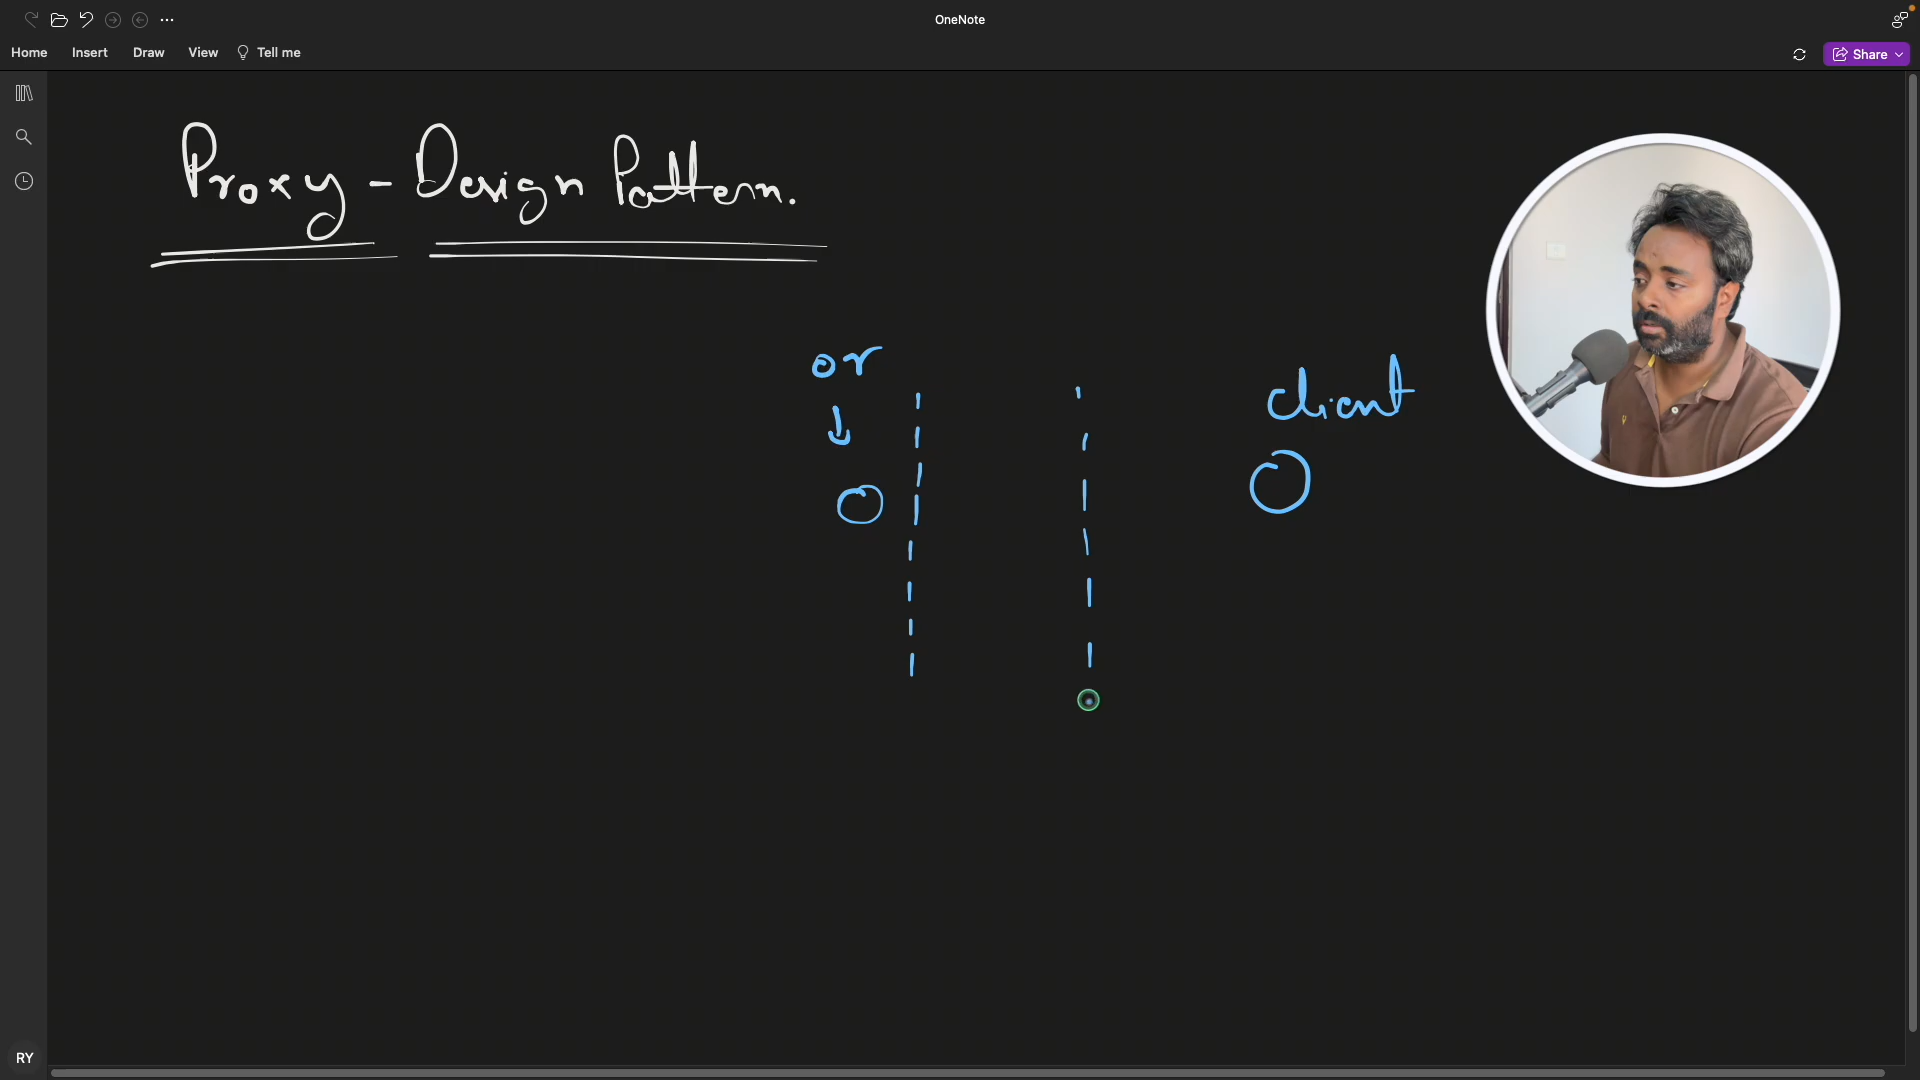 OneNote
Home Insert Draw View Tell me Share
Proxy - Design Pattern.
or
client
RY